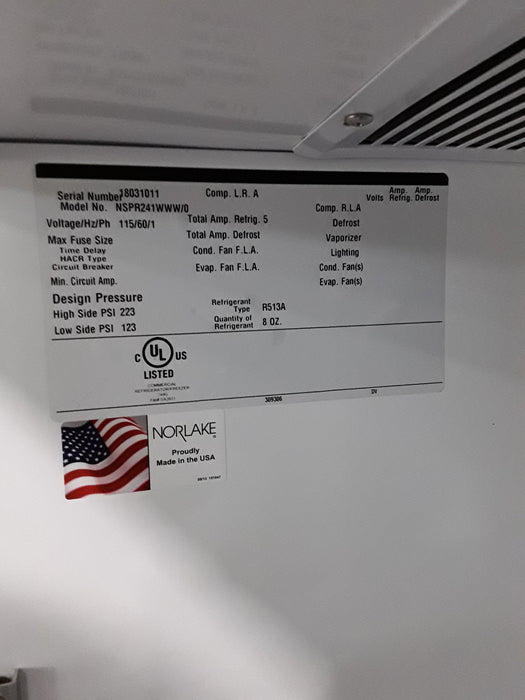 Serial Number 18031011
Model No. NSPR241WWW/0
Voltage/Hz/Ph 115/60/1
Max Fuse Size
Time Delay
HACR Type
Circuit Breaker
Min. Circuit Amp.
Design Pressure
High Side PSI 223
Low Side PSI 123
Comp. L.R. A
Total Amp. Refrig. 5
Total Amp. Defrost
Cond. Fan F.L.A.
Evap. Fan F.L.A.
Refrigerant
Type R513A
Quantity of
Refrigerant 8 OZ.
Amp. Amp.
Volts Refrig. Defrost
Comp. R.L.A
Defrost
Vaporizer
Lighting
Cond. Fan(s)
Evap. Fan(s)
C UL US
LISTED
COMMERCIAL
REFRIGERATOR/FREEZER
309306
DV
NORLAKE
Proudly
Made in the USA